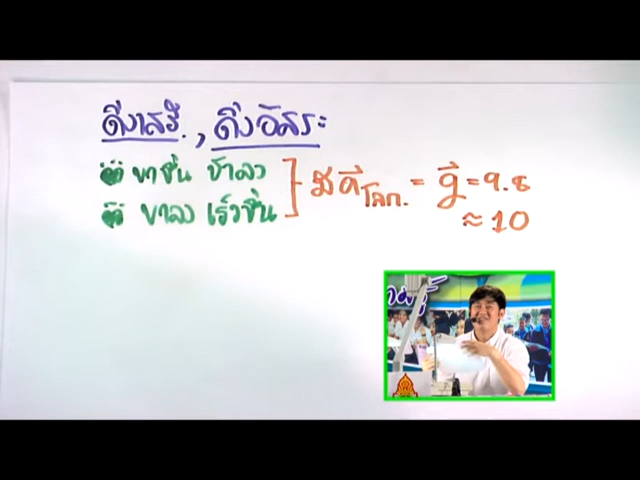 ดิ่งเสรี , ดิ่งอิสระ
ขาขึ้น ช้าลง
ขาลง เร็วขึ้น
มี a⃗ โลก. = g⃗ = 9.8
≈ 10